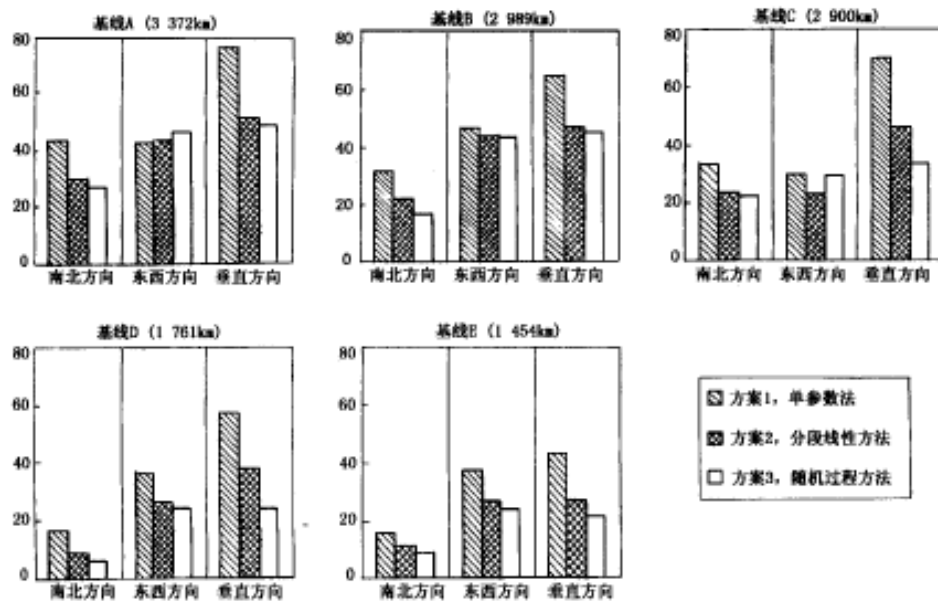 基线A (3 372km)
80
60
40
20
0
南北方向 东西方向 垂直方向
基线B (2 989km)
80
60
40
20
0
南北方向 东西方向 垂直方向
基线C (2 900km)
80
60
40
20
0
南北方向 东西方向 垂直方向
基线D (1 761km)
80
60
40
20
0
南北方向 东西方向 垂直方向
基线E (1 454km)
80
60
40
20
0
南北方向 东西方向 垂直方向
方案1，单参数法
方案2，分段线性方法
方案3，随机过程方法